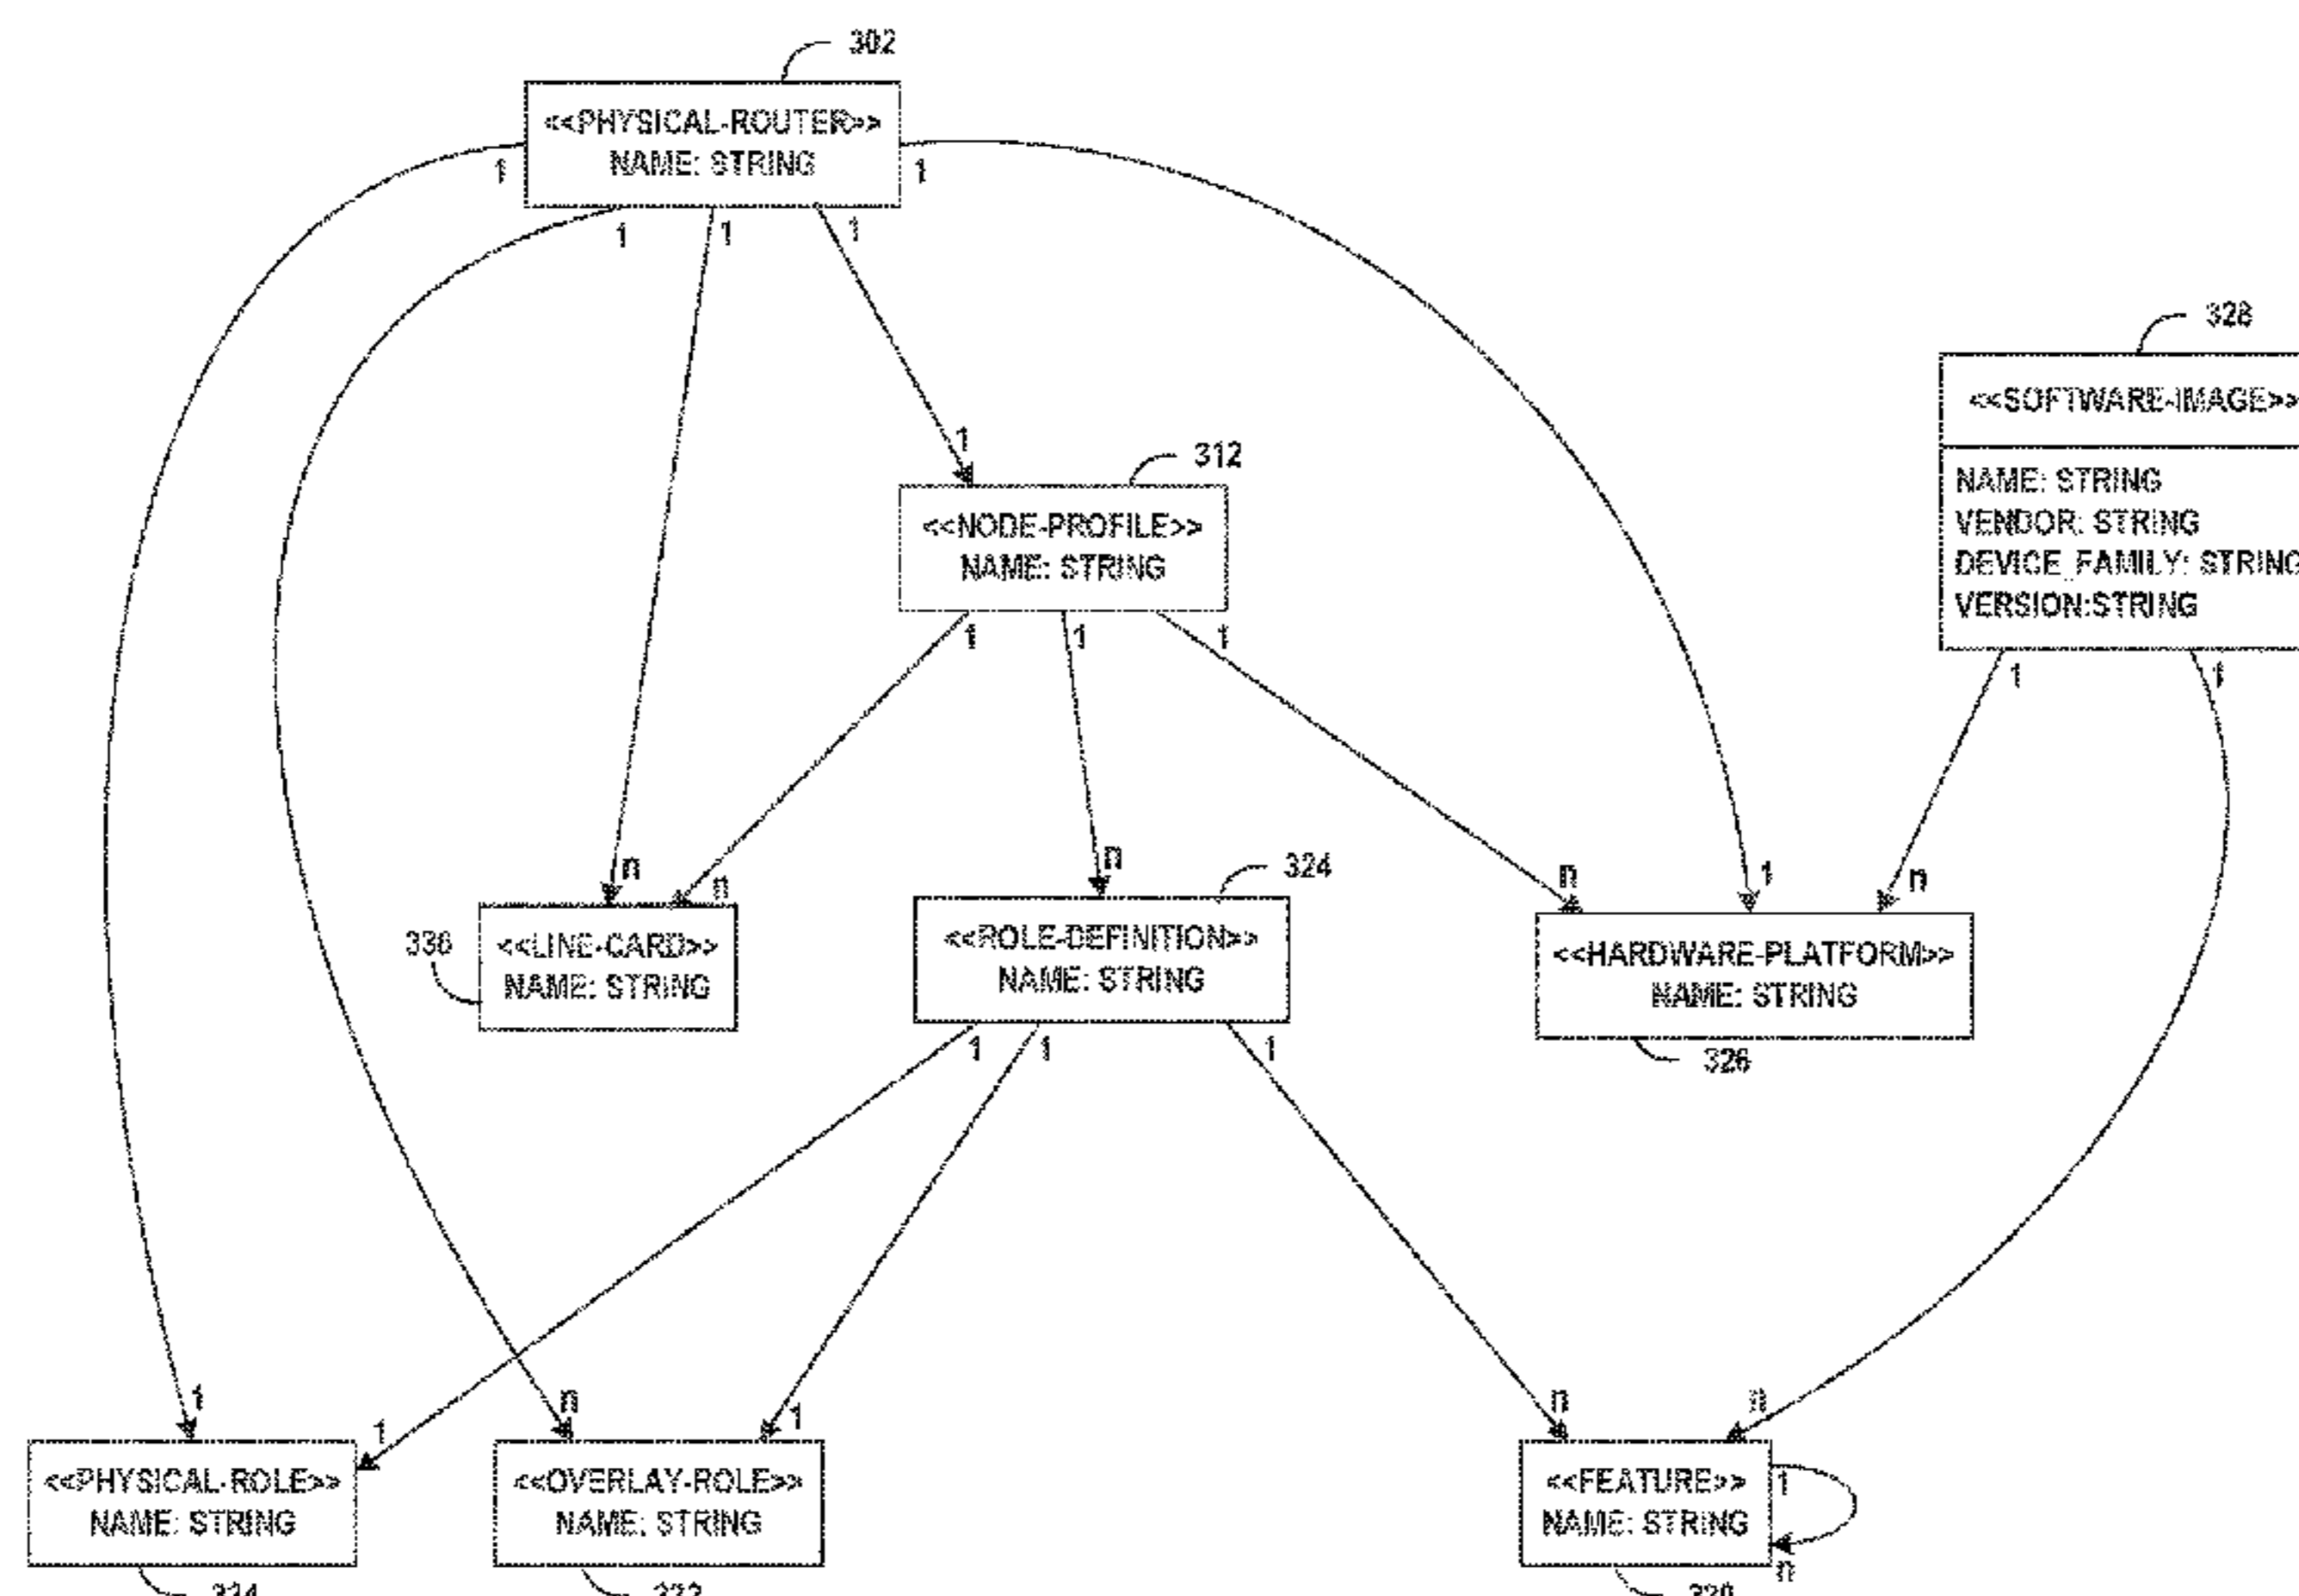 302
<<PHYSICAL-ROUTER>>
NAME: STRING
1
1
1
1
1
328
<<SOFTWARE-IMAGE>>
NAME: STRING
VENDOR: STRING
DEVICE_FAMILY: STRING
VERSION:STRING
1
1
1
312
<<NODE-PROFILE>>
NAME: STRING
1
1
1
n
n
n
324
n
1
n
336
<<LINE-CARD>>
NAME: STRING
<<ROLE-DEFINITION>>
NAME: STRING
<<HARDWARE-PLATFORM>>
NAME: STRING
326
1
1
1
1
1
n
1
n
n
<<PHYSICAL-ROLE>>
NAME: STRING
<<OVERLAY-ROLE>>
NAME: STRING
<<FEATURE>>
NAME: STRING
1
n